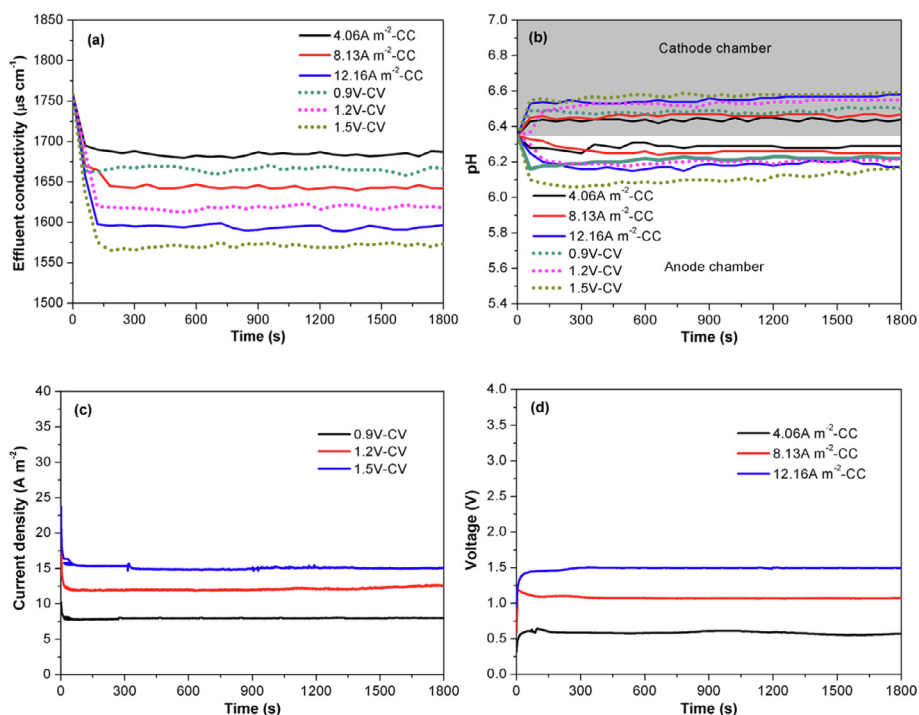 (a)
4.06A m⁻²-CC
8.13A m⁻²-CC
12.16A m⁻²-CC
0.9V-CV
1.2V-CV
1.5V-CV
1850
1800
1750
1700
1650
1600
1550
1500
Effluent conductivity (µs cm⁻¹)
0 300 600 900 1200 1500 1800
Time (s)
(b)
Cathode chamber
7.0
6.6
6.2
5.8
5.4
pH
4.06A m⁻²-CC
8.13A m⁻²-CC
12.16A m⁻²-CC
0.9V-CV
1.2V-CV
1.5V-CV
Anode chamber
0 300 600 900 1200 1500 1800
Time (s)
(c)
0.9V-CV
1.2V-CV
1.5V-CV
40
35
30
25
20
15
10
5
0
Current density (A m⁻²)
0 300 600 900 1200 1500 1800
Time (s)
(d)
4.06A m⁻²-CC
8.13A m⁻²-CC
12.16A m⁻²-CC
4.0
3.5
3.0
2.5
2.0
1.5
1.0
0.5
0.0
Voltage (V)
0 300 600 900 1200 1500 1800
Time (s)